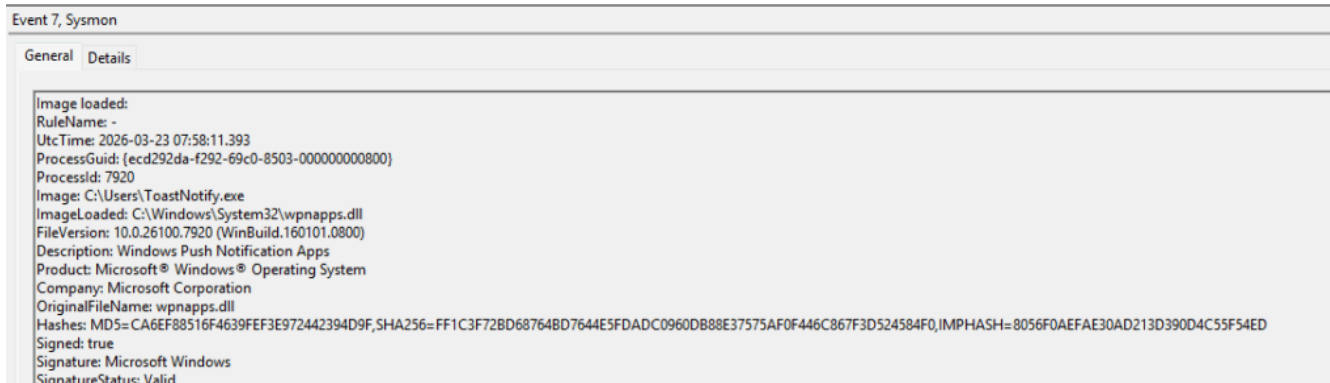 Event 7, Sysmon
General Details
Image loaded:
RuleName: -
UtcTime: 2026-03-23 07:58:11.393
ProcessGuid: {ecd292da-f292-69c0-8503-000000000800}
ProcessId: 7920
Image: C:\Users\ToastNotify.exe
ImageLoaded: C:\Windows\System32\wpnapps.dll
FileVersion: 10.0.26100.7920 (WinBuild.160101.0800)
Description: Windows Push Notification Apps
Product: Microsoft® Windows® Operating System
Company: Microsoft Corporation
OriginalFileName: wpnapps.dll
Hashes: MD5=CA6EF88516F4639FEF3E972442394D9F,SHA256=FF1C3F72BD68764BD7644E5FDADC0960DB88E37575AF0F446C867F3D524584F0,IMPHASH=8056F0AEFAE30AD213D390D4C55F54ED
Signed: true
Signature: Microsoft Windows
SignatureStatus: Valid